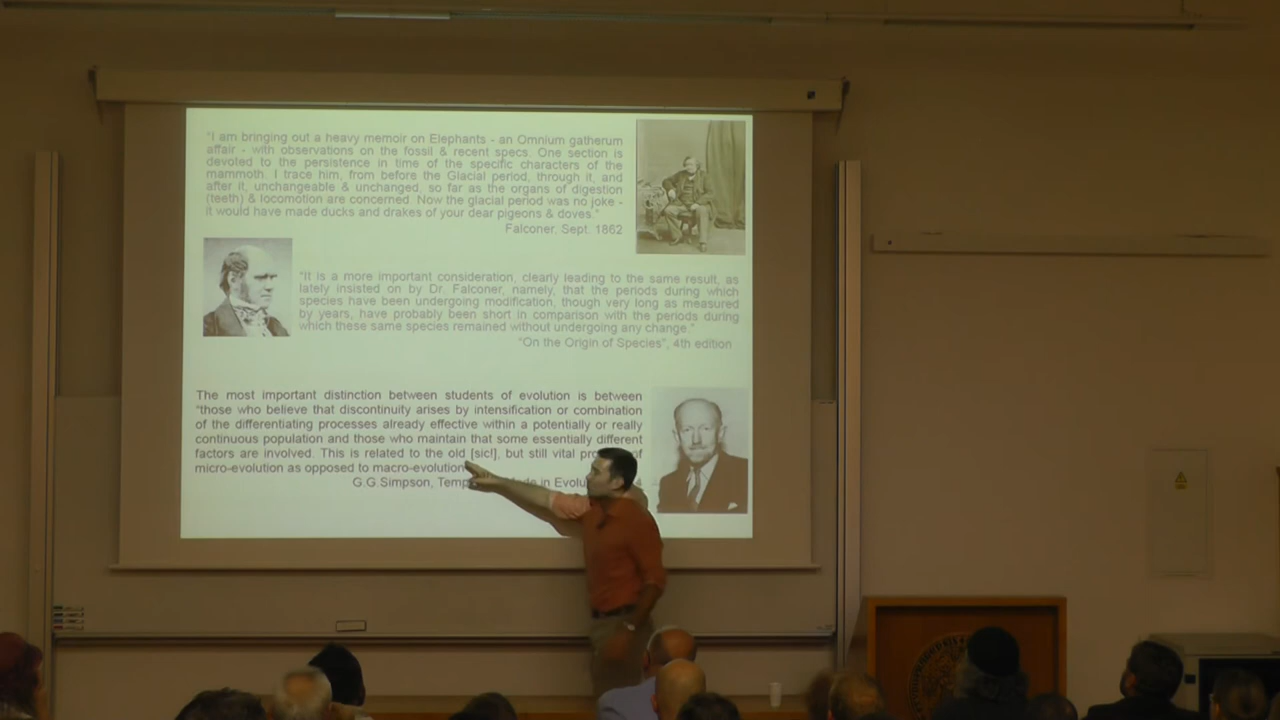 "I am bringing out a heavy memoir on Elephants - an Omnium gatherum
affair - with observations on the fossil & recent specs. One section is
devoted to the persistence in time of the specific characters of the
mammoth. I trace him, from before the Glacial period, through it, and
after it, unchangeable & unchanged, so far as the organs of digestion
(teeth) & locomotion are concerned. Now the glacial period was no joke -
it would have made ducks and drakes of your dear pigeons & doves."
Falconer, Sept. 1862
"It is a more important consideration, clearly leading to the same result, as
lately insisted on by Dr. Falconer, namely, that the periods during which
species have been undergoing modification, though very long as measured
by years, have probably been short in comparison with the periods during
which these same species remained without undergoing any change."
"On the Origin of Species", 4th edition
The most important distinction between students of evolution is between
"those who believe that discontinuity arises by intensification or combination
of the differentiating processes already effective within a potentially or really
continuous population and those who maintain that some essentially different
factors are involved. This is related to the old [sic!], but still vital of
micro-evolution as opposed to macro-evolution
G.G.Simpson, in